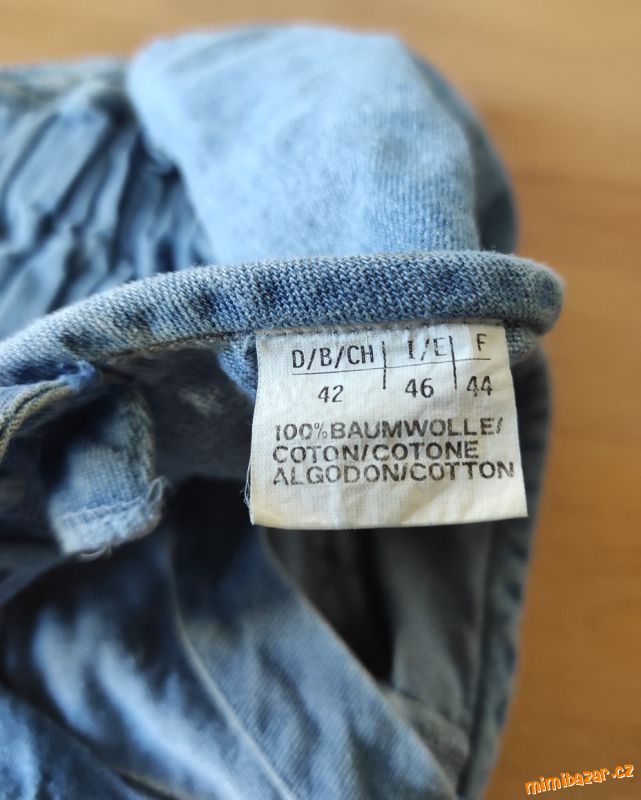 D/B/CH | I/E | F
42 | 46 | 44
100%BAUMWOLLE/
COTON/COTONE
ALGODON/COTTON
mimibazar.cz